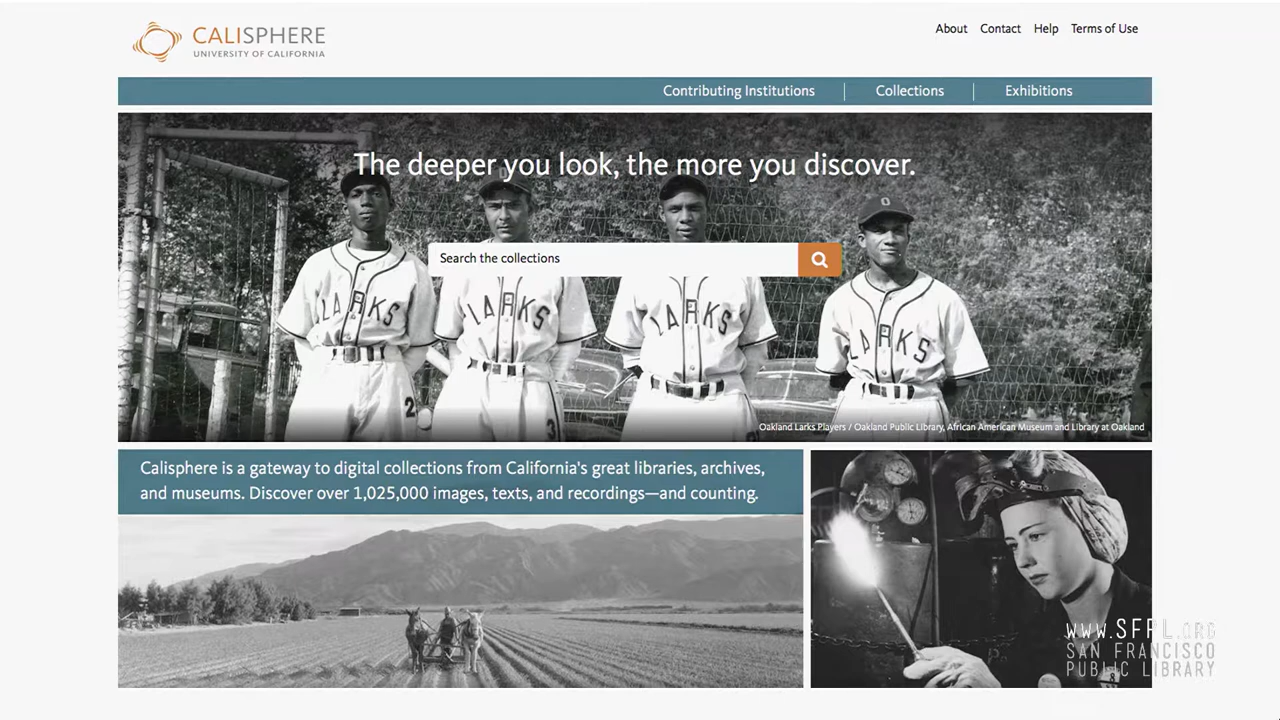 CALISPHERE
UNIVERSITY OF CALIFORNIA
About Contact Help Terms of Use
Contributing Institutions Collections Exhibitions
The deeper you look, the more you discover.
O
Search the collections
LARKS LARKS LARKS LARKS
2 3
Oakland Larks Players / Oakland Public Library, African American Museum and Library at Oakland
Calisphere is a gateway to digital collections from California's great libraries, archives,
and museums. Discover over 1,025,000 images, texts, and recordings—and counting.
WWW.SFPL.ORG
SAN FRANCISCO
PUBLIC LIBRARY